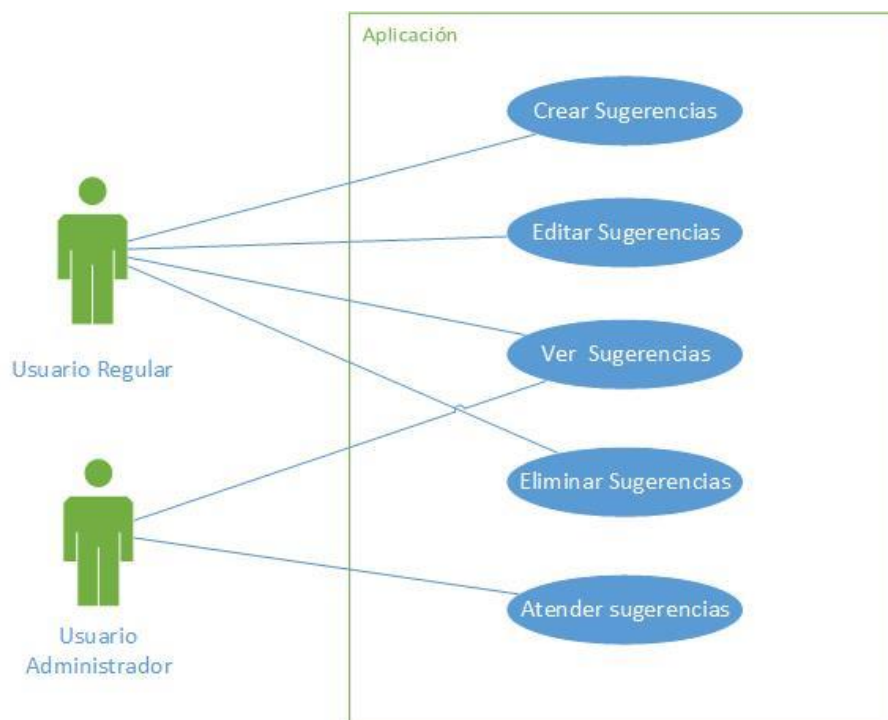 Aplicación
Crear Sugerencias
Editar Sugerencias
Ver Sugerencias
Usuario Regular
Eliminar Sugerencias
Atender sugerencias
Usuario
Administrador